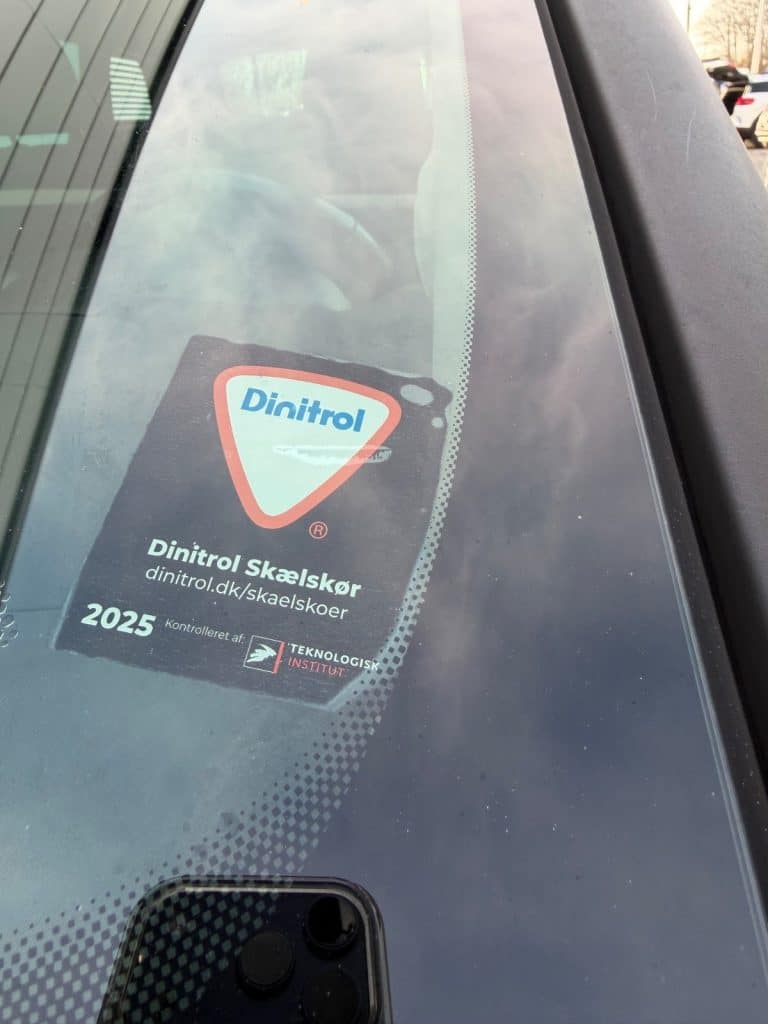 Dinitrol
®
Dinitrol Skælskør
dinitrol.dk/skaelskoer
2025 Kontrolleret af:
TEKNOLOGISK
INSTITUT